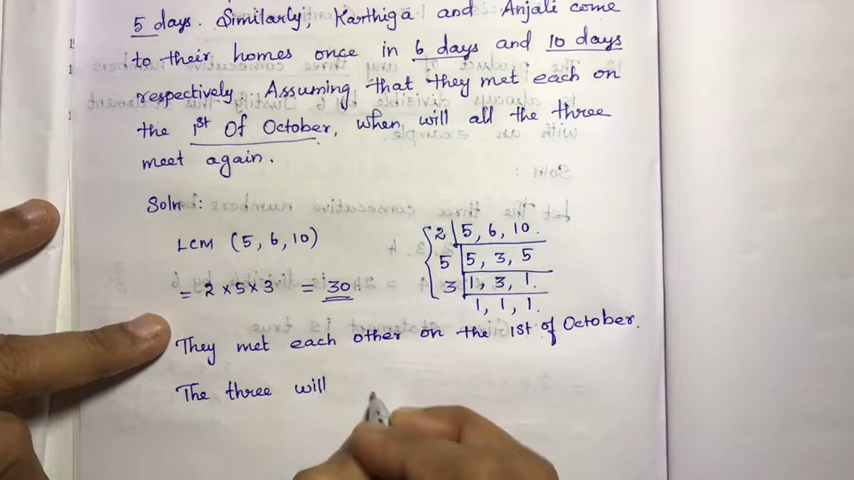 5 days. Similarly, Karthiga and Anjali come
to their homes once in 6 days and 10 days
respectively. Assuming that they met each on
the 1st Of October, when will all the three
meet again.
Soln:
LCM (5, 6, 10)
= 2 x 5 x 3 = 30
2 | 5, 6, 10.
5 | 5, 3, 5
3 | 1, 3, 1.
1, 1, 1.
They met each other on the 1st of October.
The three will